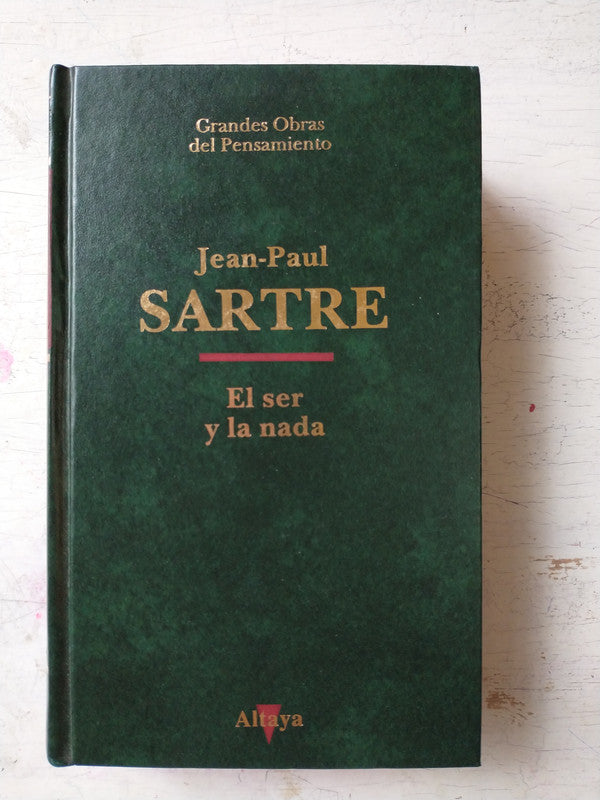 Grandes Obras
del Pensamiento
Jean-Paul
SARTRE
El ser
y la nada
Altaya